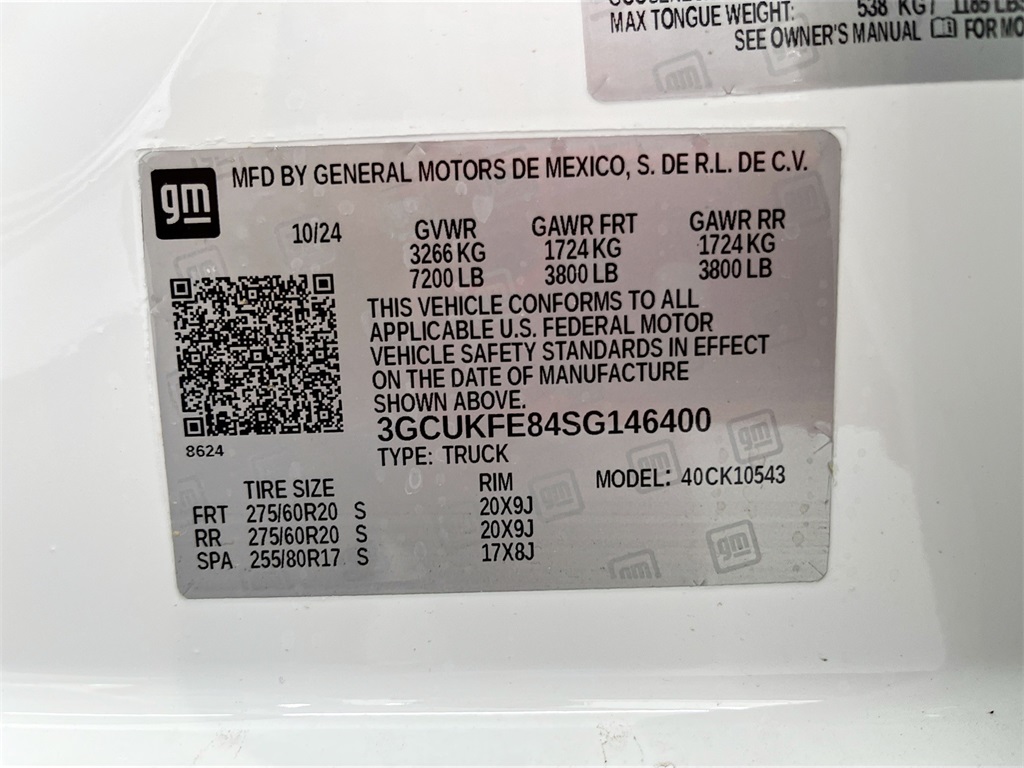 MAX TONGUE WEIGHT: 538 KG / 1185 LBS
SEE OWNER'S MANUAL FOR MO
gm
MFD BY GENERAL MOTORS DE MEXICO, S. DE R.L. DE C.V.
10/24 GVWR GAWR FRT GAWR RR
3266 KG 1724 KG 1724 KG
7200 LB 3800 LB 3800 LB
THIS VEHICLE CONFORMS TO ALL
APPLICABLE U.S. FEDERAL MOTOR
VEHICLE SAFETY STANDARDS IN EFFECT
ON THE DATE OF MANUFACTURE
SHOWN ABOVE.
3GCUKFE84SG146400
8624
TYPE: TRUCK
TIRE SIZE RIM MODEL: 40CK10543
FRT 275/60R20 S 20X9J
RR 275/60R20 S 20X9J
SPA 255/80R17 S 17X8J